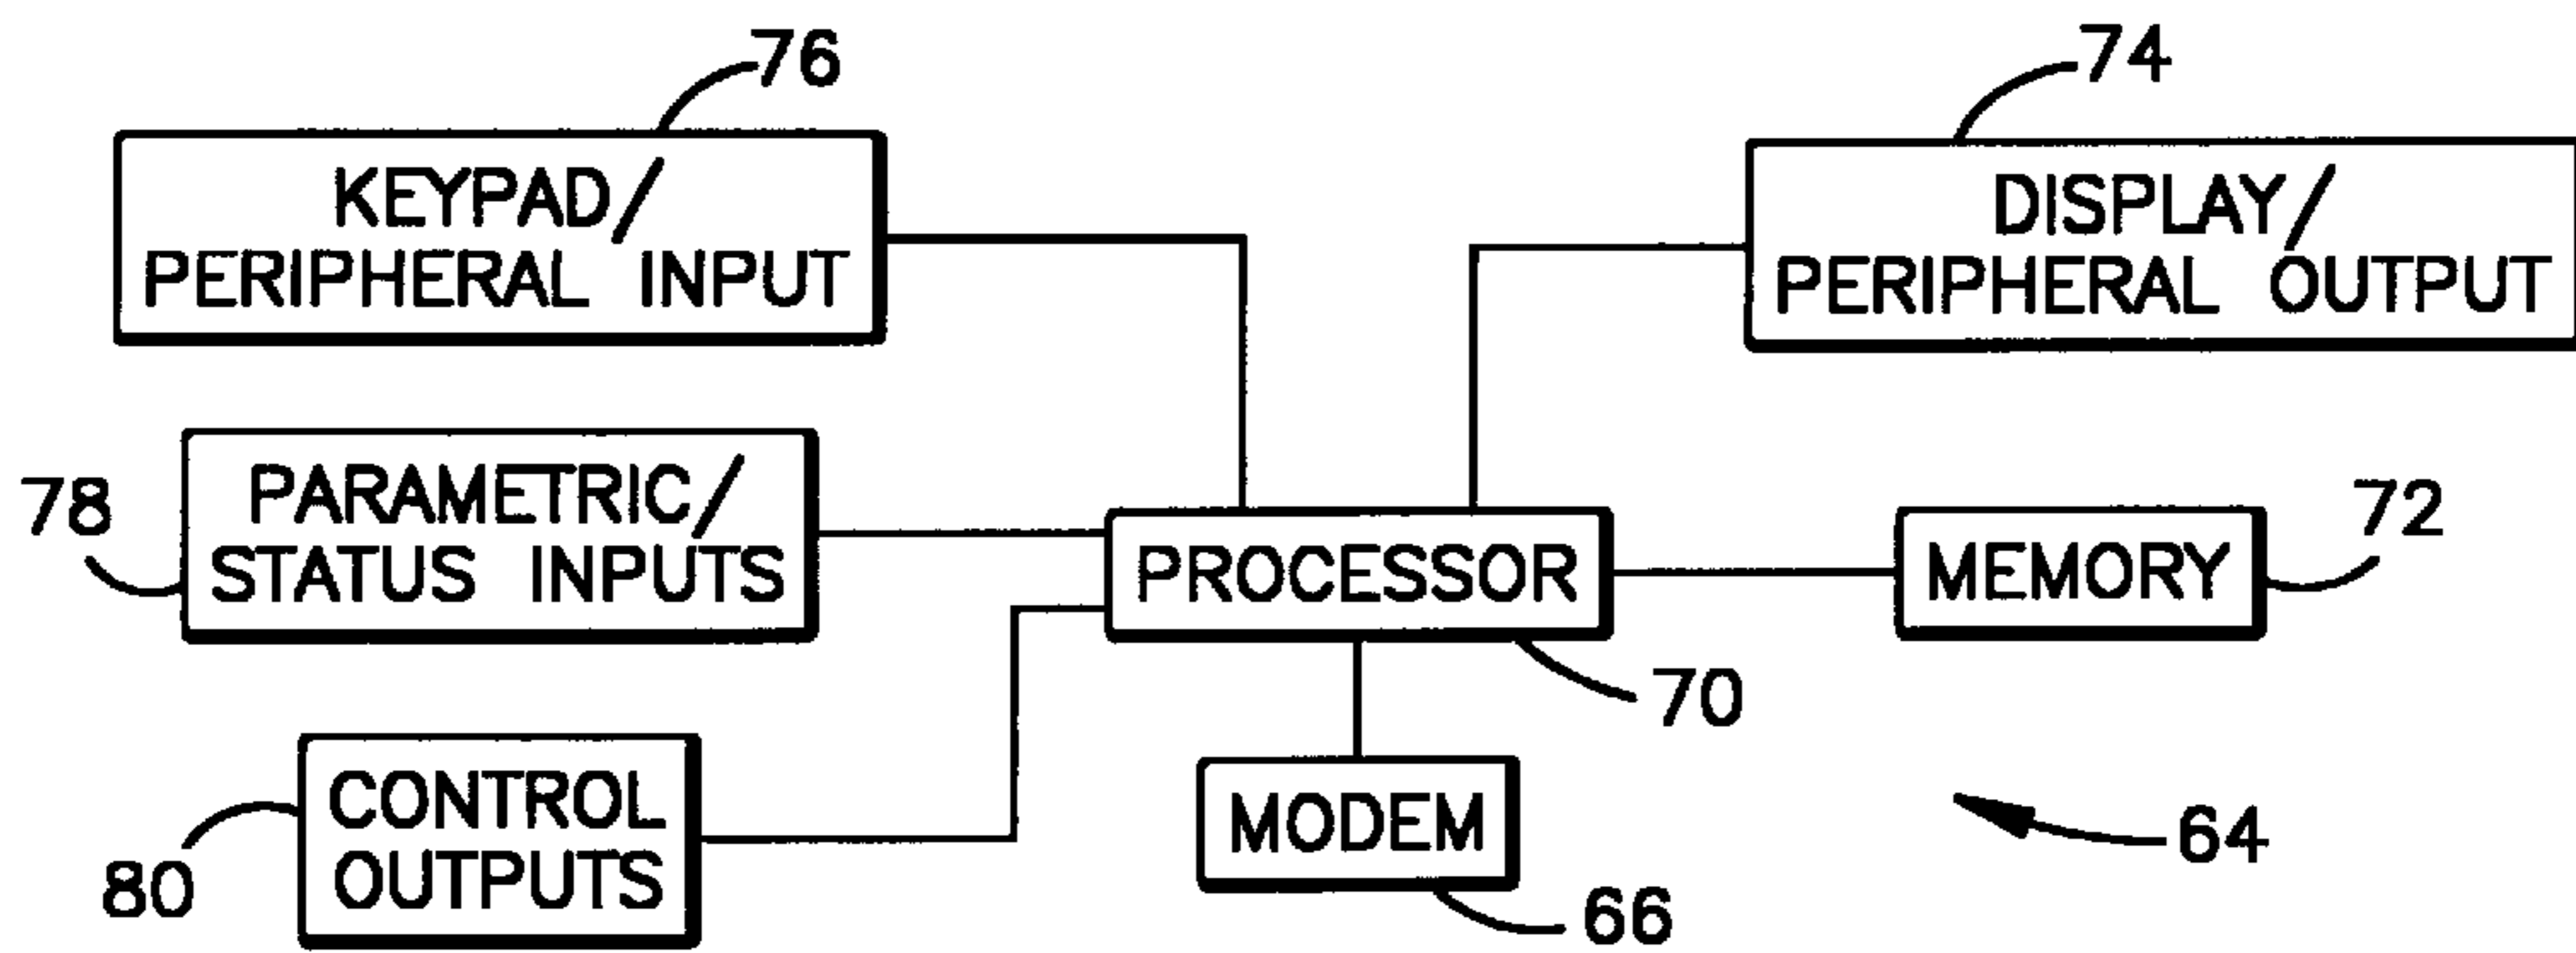 76
74
KEYPAD/
PERIPHERAL INPUT
DISPLAY/
PERIPHERAL OUTPUT
78
PARAMETRIC/
STATUS INPUTS
PROCESSOR
MEMORY
72
70
CONTROL
OUTPUTS
80
MODEM
66
64